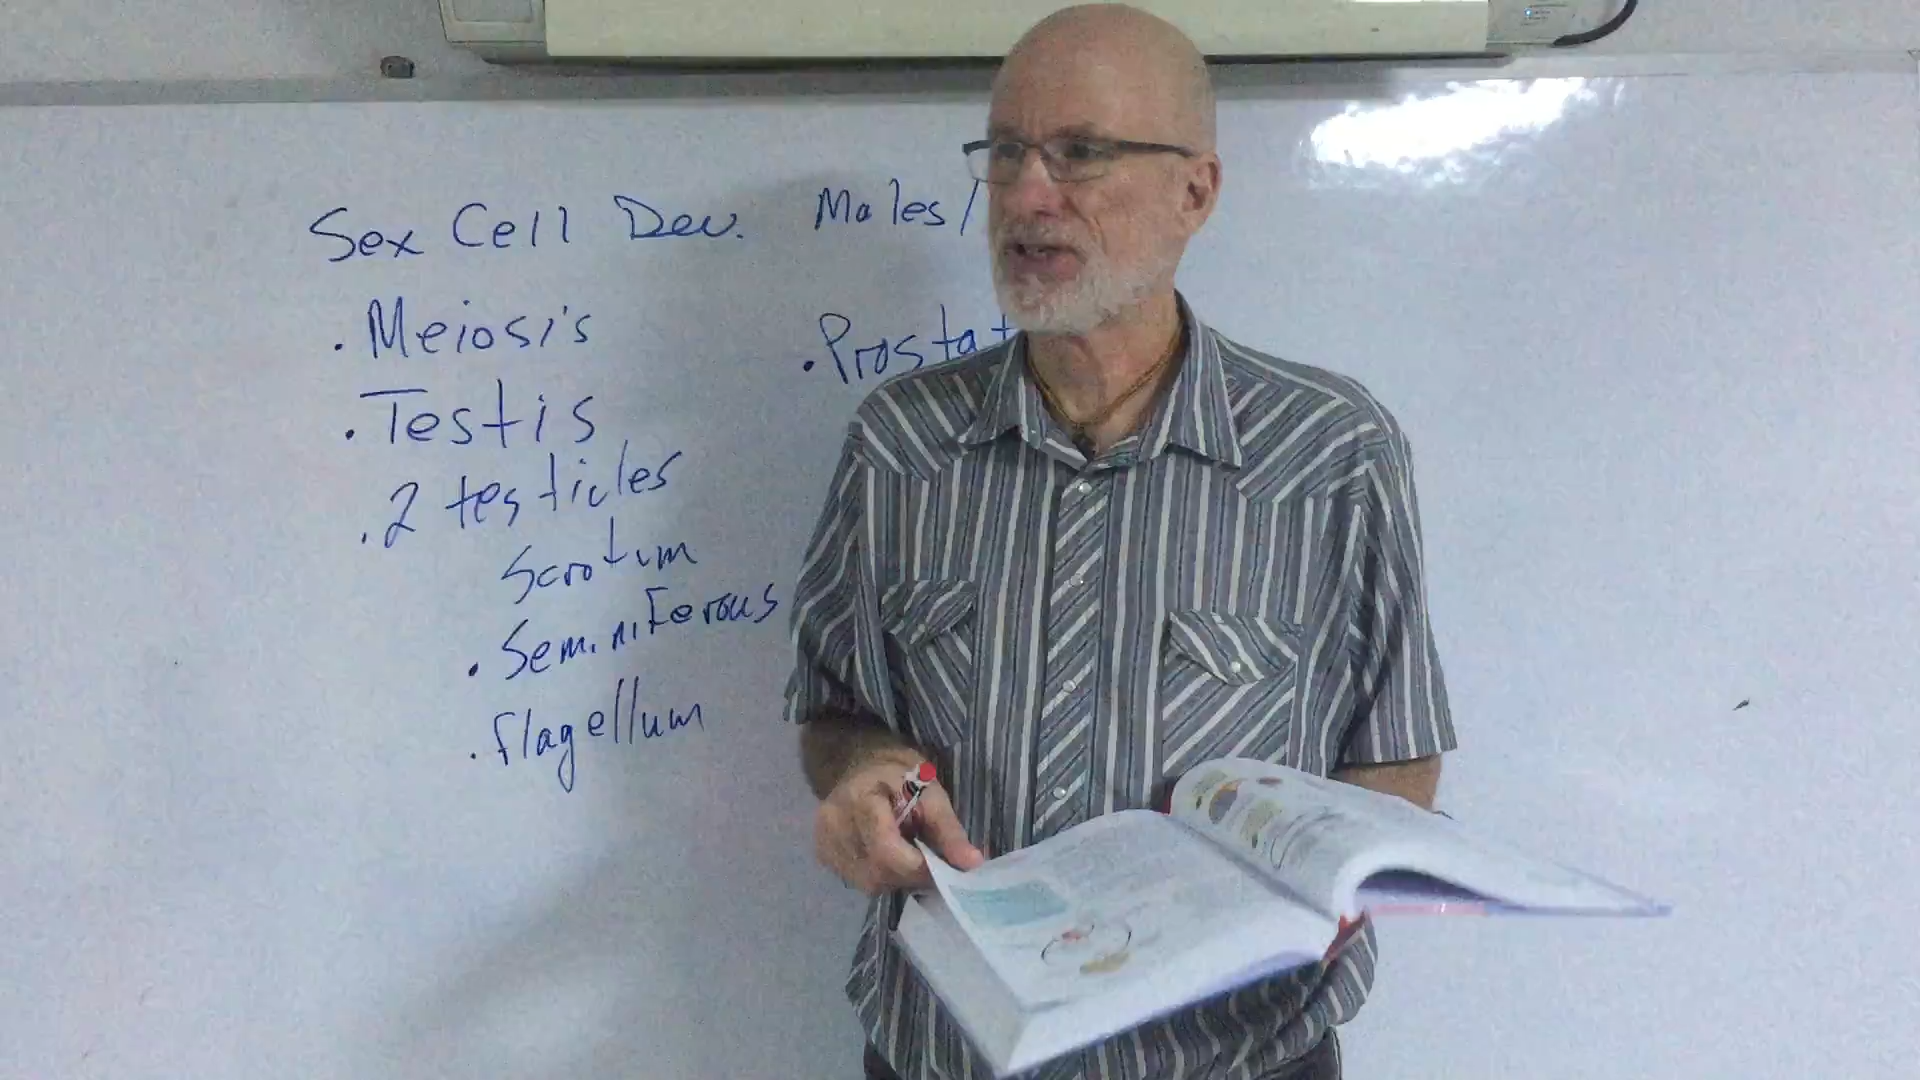 Sex Cell Dev. Males/
. Meiosis
. Testis
. 2 testicles
Scrotum
. Seminiferous
. Flagellum
. Prostat